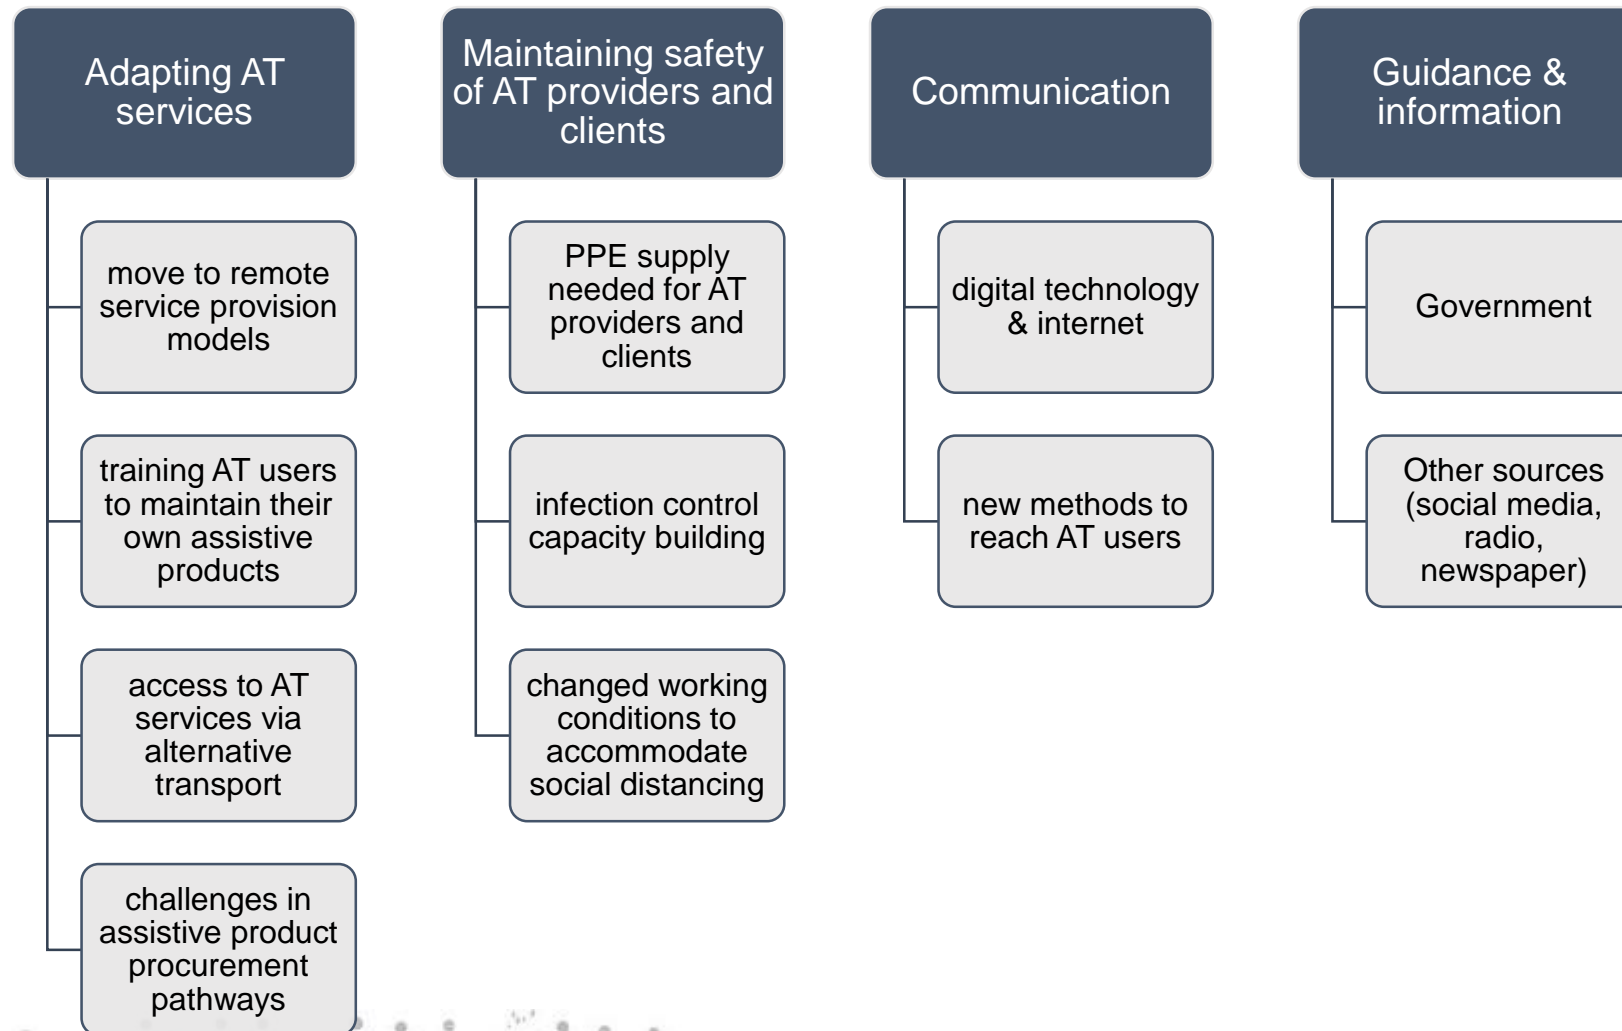 Adapting AT
services
move to remote
service provision
models
training AT users
to maintain their
own assistive
products
access to AT
services via
alternative
transport
challenges in
assistive product
procurement
pathways
Maintaining safety
of AT providers and
clients
PPE supply
needed for AT
providers and
clients
infection control
capacity building
changed working
conditions to
accommodate
social distancing
Communication
digital technology
& internet
new methods to
reach AT users
Guidance &
information
Government
Other sources
(social media,
radio,
newspaper)